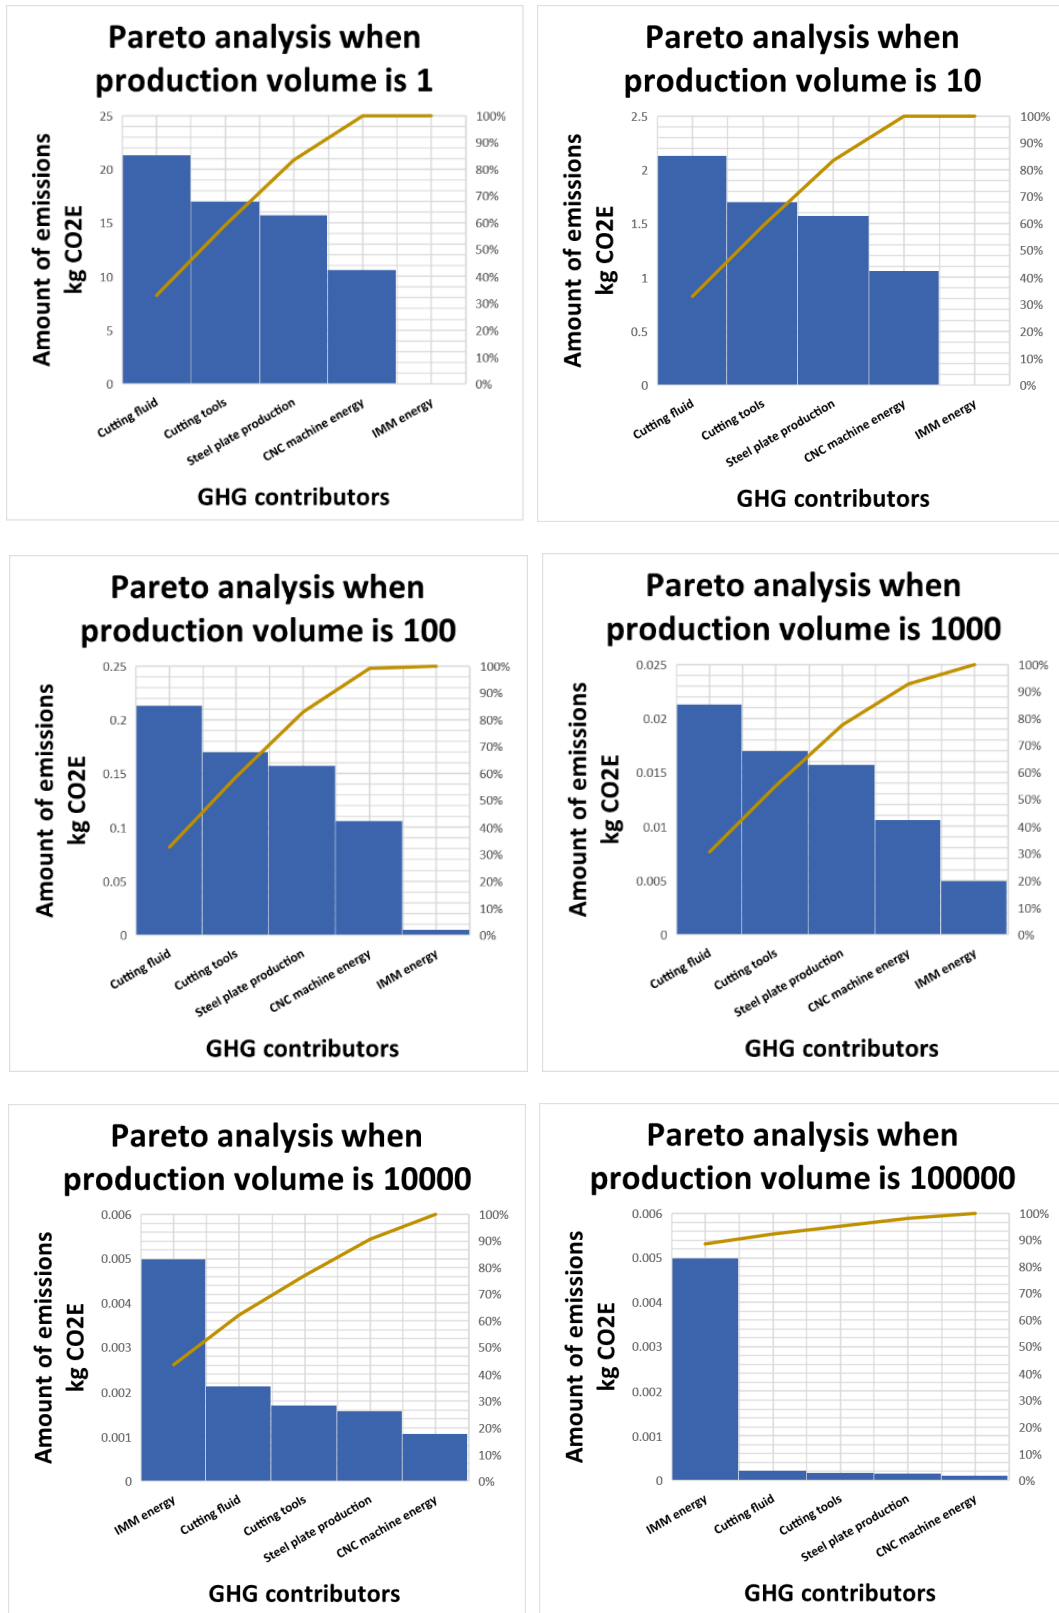 Pareto analysis when
production volume is 1
Amount of emissions
kg CO2E
25
20
15
10
5
0
100%
90%
80%
70%
60%
50%
40%
30%
20%
10%
0%
Cutting fluid
Cutting tools
Steel plate production
CNC machine energy
IMM energy
GHG contributors
Pareto analysis when
production volume is 10
Amount of emissions
kg CO2E
2.5
2
1.5
1
0.5
0
100%
90%
80%
70%
60%
50%
40%
30%
20%
10%
0%
Cutting fluid
Cutting tools
Steel plate production
CNC machine energy
IMM energy
GHG contributors
Pareto analysis when
production volume is 100
Amount of emissions
kg CO2E
0.25
0.2
0.15
0.1
0.05
0
100%
90%
80%
70%
60%
50%
40%
30%
20%
10%
0%
Cutting fluid
Cutting tools
Steel plate production
CNC machine energy
IMM energy
GHG contributors
Pareto analysis when
production volume is 1000
Amount of emissions
kg CO2E
0.025
0.02
0.015
0.01
0.005
0
100%
90%
80%
70%
60%
50%
40%
30%
20%
10%
0%
Cutting fluid
Cutting tools
Steel plate production
CNC machine energy
IMM energy
GHG contributors
Pareto analysis when
production volume is 10000
Amount of emissions
kg CO2E
0.006
0.005
0.004
0.003
0.002
0.001
0
100%
90%
80%
70%
60%
50%
40%
30%
20%
10%
0%
IMM energy
Cutting fluid
Cutting tools
Steel plate production
CNC machine energy
GHG contributors
Pareto analysis when
production volume is 100000
Amount of emissions
kg CO2E
0.006
0.005
0.004
0.003
0.002
0.001
0
100%
90%
80%
70%
60%
50%
40%
30%
20%
10%
0%
IMM energy
Cutting fluid
Cutting tools
Steel plate production
CNC machine energy
GHG contributors